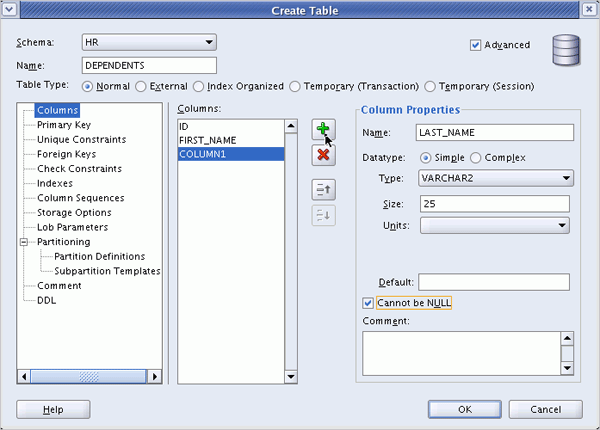 Create Table
Schema: HR
Advanced
Name: DEPENDENTS
Table Type: Normal External Index Organized Temporary (Transaction) Temporary (Session)
Columns
Primary Key
Unique Constraints
Foreign Keys
Check Constraints
Indexes
Column Sequences
Storage Options
Lob Parameters
Partitioning
Partition Definitions
Subpartition Templates
Comment
DDL
Columns:
ID
FIRST_NAME
COLUMN1
Column Properties
Name: LAST_NAME
Datatype: Simple Complex
Type: VARCHAR2
Size: 25
Units:
Default:
Cannot be NULL
Comment:
Help
OK
Cancel